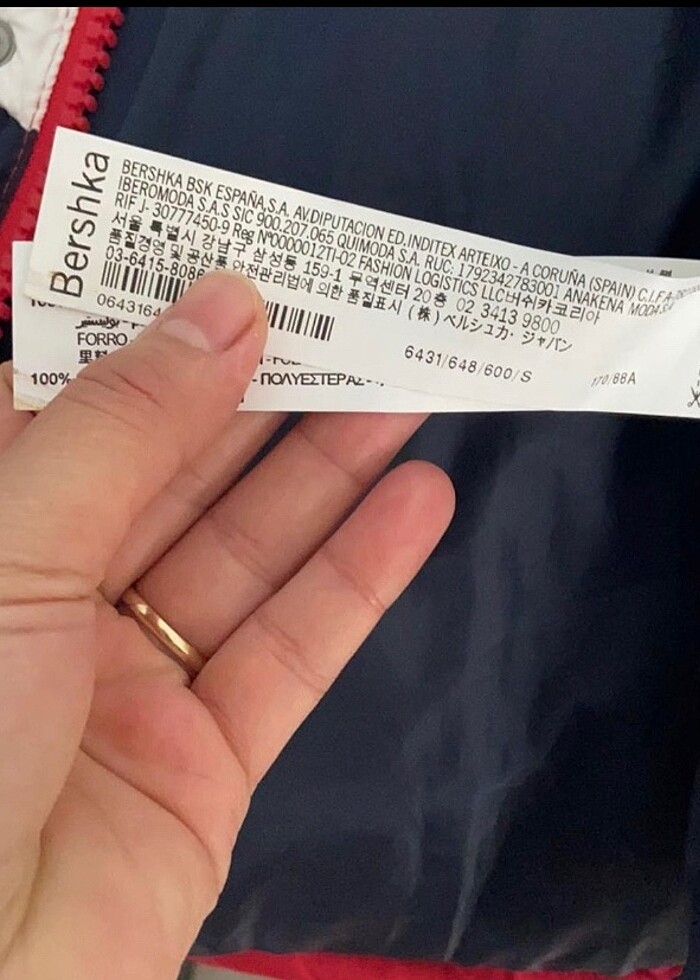 Bershka
BERSHKA BSK ESPAÑA,S.A. AV.DIPUTACION ED.INDITEX ARTEIXO - A CORUÑA (SPAIN) C.I.F.A-
IBEROMODA S.A.S SIC 900.207.065 QUIMODA S.A. RUC: 1792342783001 ANAKENA MODA S.A
RIF J- 30777450-9 Reg Nº0000012TI-02 FASHION LOGISTICS LLC버쉬카코리아
서울 특별시 강남구 삼성동 159-1 무역센터 20층 02 3413 9800
품질경영 및 공산품 안전관리법에 의한 품질표시 (株) ベルシュカ・ジャパン
03-6415-8086
0643164
6431/648/600/S
170/88A
بوليستير
FORRO
里料
100%
ΠΟΛΥΕΣΤΕΡΑΣ